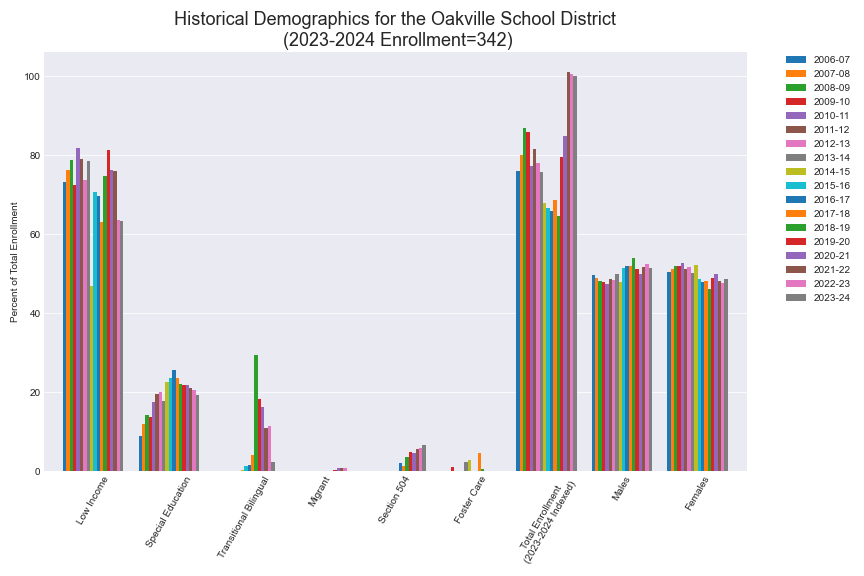 Historical Demographics for the Oakville School District
(2023-2024 Enrollment=342)
Percent of Total Enrollment
100
80
60
40
20
0
Low Income
Special Education
Transitional Bilingual
Migrant
Section 504
Foster Care
Total Enrollment
(2023-2024 Indexed)
Males
Females
2006-07
2007-08
2008-09
2009-10
2010-11
2011-12
2012-13
2013-14
2014-15
2015-16
2016-17
2017-18
2018-19
2019-20
2020-21
2021-22
2022-23
2023-24